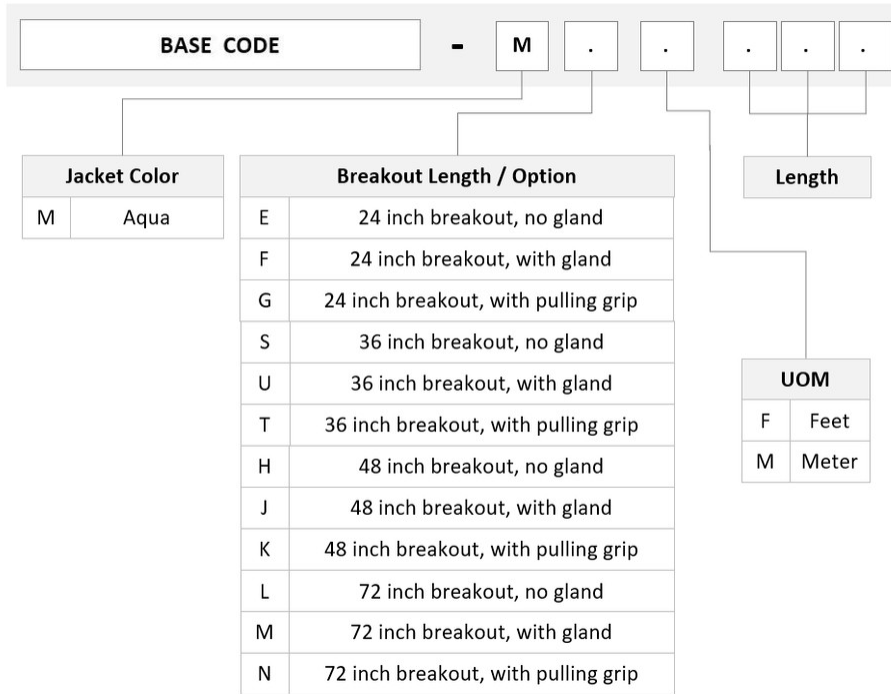 BASE CODE - M . . . . .
Jacket Color
M Aqua
Breakout Length / Option
E 24 inch breakout, no gland
F 24 inch breakout, with gland
G 24 inch breakout, with pulling grip
S 36 inch breakout, no gland
U 36 inch breakout, with gland
T 36 inch breakout, with pulling grip
H 48 inch breakout, no gland
J 48 inch breakout, with gland
K 48 inch breakout, with pulling grip
L 72 inch breakout, no gland
M 72 inch breakout, with gland
N 72 inch breakout, with pulling grip
Length
UOM
F Feet
M Meter